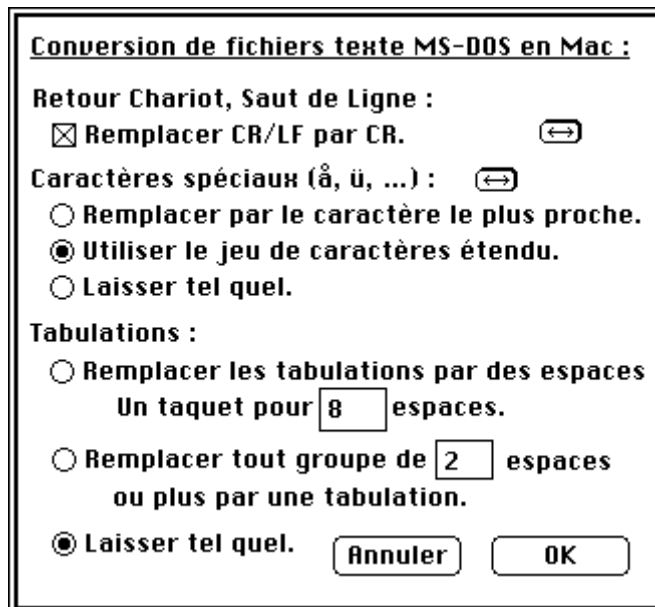 Conversion de fichiers texte MS-DOS en Mac :
Retour Chariot, Saut de Ligne :
Remplacer CR/LF par CR.
Caractères spéciaux (å, ü, ...) :
Remplacer par le caractère le plus proche.
Utiliser le jeu de caractères étendu.
Laisser tel quel.
Tabulations :
Remplacer les tabulations par des espaces
Un taquet pour 8 espaces.
Remplacer tout groupe de 2 espaces
ou plus par une tabulation.
Laisser tel quel. Annuler OK